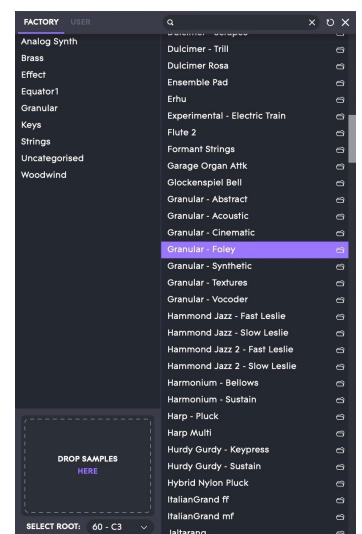 FACTORY USER
Analog Synth
Brass
Effect
Equator1
Granular
Keys
Strings
Uncategorised
Woodwind
Dulcimer - Trill
Dulcimer Rosa
Ensemble Pad
Erhu
Experimental - Electric Train
Flute 2
Formant Strings
Garage Organ Attk
Glockenspiel Bell
Granular - Abstract
Granular - Acoustic
Granular - Cinematic
Granular - Foley
Granular - Synthetic
Granular - Textures
Granular - Vocoder
Hammond Jazz - Fast Leslie
Hammond Jazz - Slow Leslie
Hammond Jazz 2 - Fast Leslie
Hammond Jazz 2 - Slow Leslie
Harmonium - Bellows
Harmonium - Sustain
Harp - Pluck
Harp Multi
Hurdy Gurdy - Keypress
Hurdy Gurdy - Sustain
Hybrid Nylon Pluck
ItalianGrand ff
ItalianGrand mf
Jaltarang
DROP SAMPLES
HERE
SELECT ROOT: 60 - C3